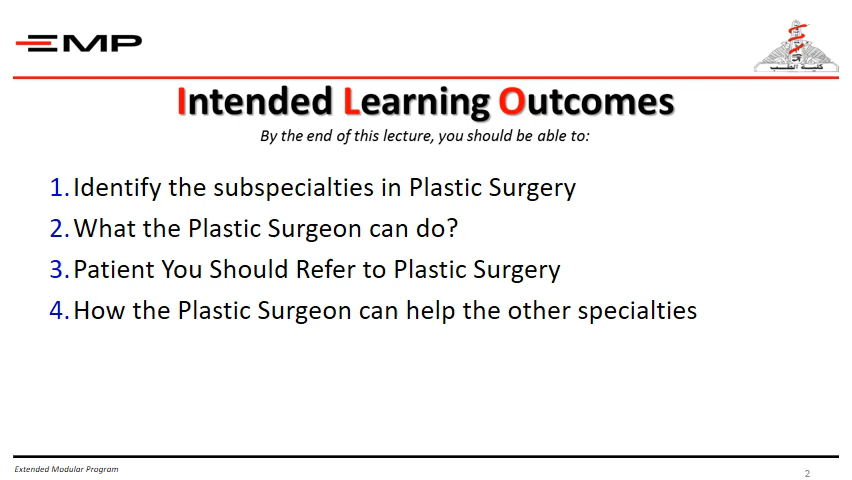 EMP
كلية الطب
Intended Learning Outcomes
By the end of this lecture, you should be able to:
1. Identify the subspecialties in Plastic Surgery
2. What the Plastic Surgeon can do?
3. Patient You Should Refer to Plastic Surgery
4. How the Plastic Surgeon can help the other specialties
Extended Modular Program
2